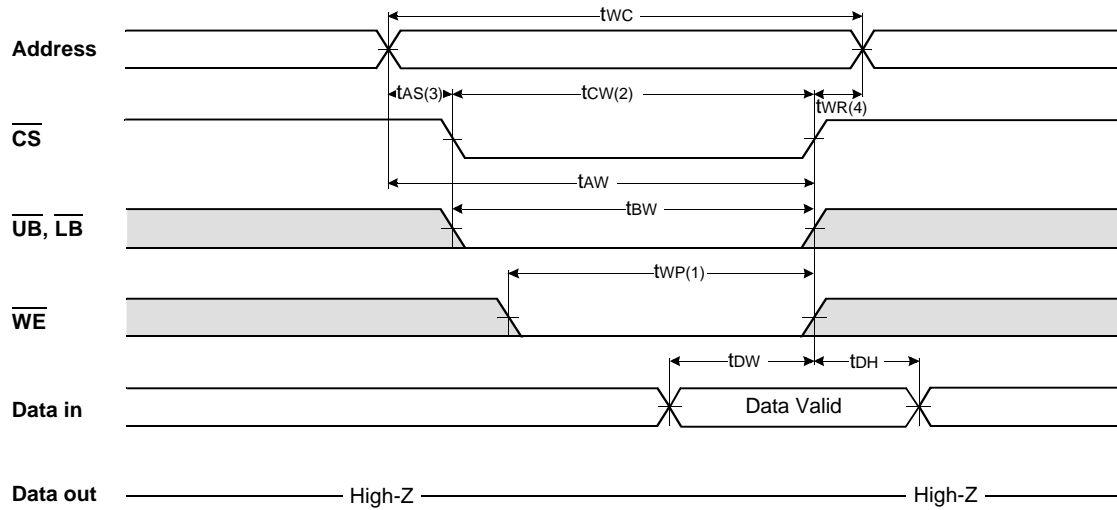 tWC
Address
tAS(3) tCW(2) tWR(4)
CS
tAW
UB, LB
tBW
tWP(1)
WE
tDW tDH
Data in Data Valid
Data out High-Z High-Z